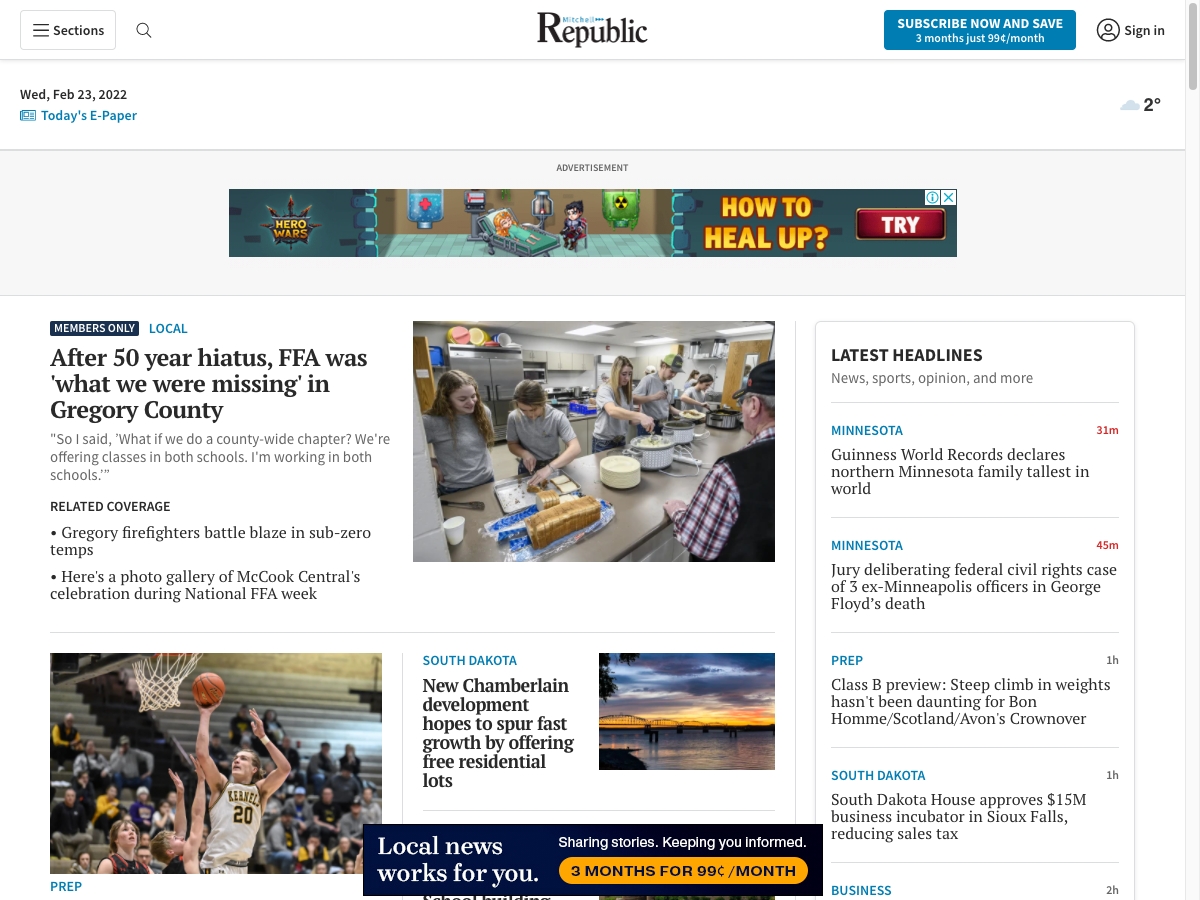 Sections
Mitchell
Republic
SUBSCRIBE NOW AND SAVE
3 months just 99¢/month
Sign in
Wed, Feb 23, 2022
Today's E-Paper
2°
ADVERTISEMENT
HERO
WARS
HOW TO
HEAL UP?
TRY
MEMBERS ONLY LOCAL
After 50 year hiatus, FFA was
'what we were missing' in
Gregory County
"So I said, ’What if we do a county-wide chapter? We're
offering classes in both schools. I'm working in both
schools.’”
RELATED COVERAGE
• Gregory firefighters battle blaze in sub-zero
temps
• Here's a photo gallery of McCook Central's
celebration during National FFA week
KERNELS
20
PREP
SOUTH DAKOTA
New Chamberlain
development
hopes to spur fast
growth by offering
free residential
lots
School building
LATEST HEADLINES
News, sports, opinion, and more
MINNESOTA 31m
Guinness World Records declares
northern Minnesota family tallest in
world
MINNESOTA 45m
Jury deliberating federal civil rights case
of 3 ex-Minneapolis officers in George
Floyd’s death
PREP 1h
Class B preview: Steep climb in weights
hasn't been daunting for Bon
Homme/Scotland/Avon's Crownover
SOUTH DAKOTA 1h
South Dakota House approves $15M
business incubator in Sioux Falls,
reducing sales tax
BUSINESS 2h
Local news
works for you.
Sharing stories. Keeping you informed.
3 MONTHS FOR 99¢ /MONTH